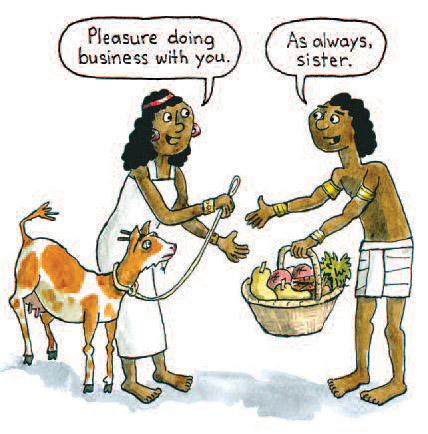 Pleasure doing
business with you.
As always,
sister.